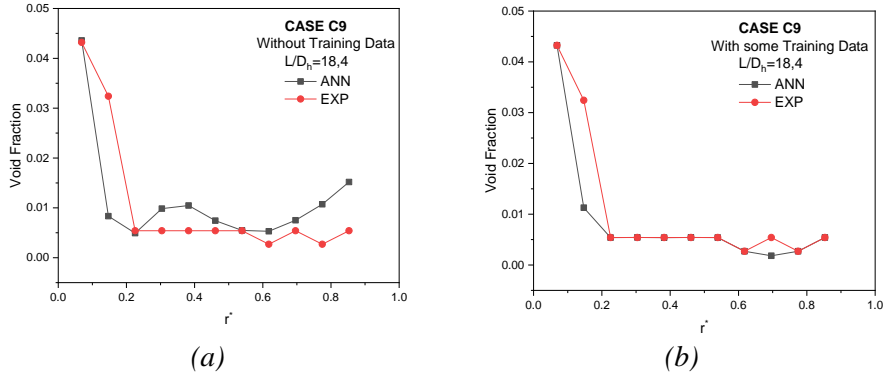 CASE C9
Without Training Data
L/Dh=18,4
ANN
EXP
0.05
0.04
0.03
0.02
0.01
0.00
Void Fraction
0.0 0.2 0.4 0.6 0.8 1.0
r*
(a)
CASE C9
With some Training Data
L/Dh=18,4
ANN
EXP
0.05
0.04
0.03
0.02
0.01
0.00
Void Fraction
0.0 0.2 0.4 0.6 0.8 1.0
r*
(b)